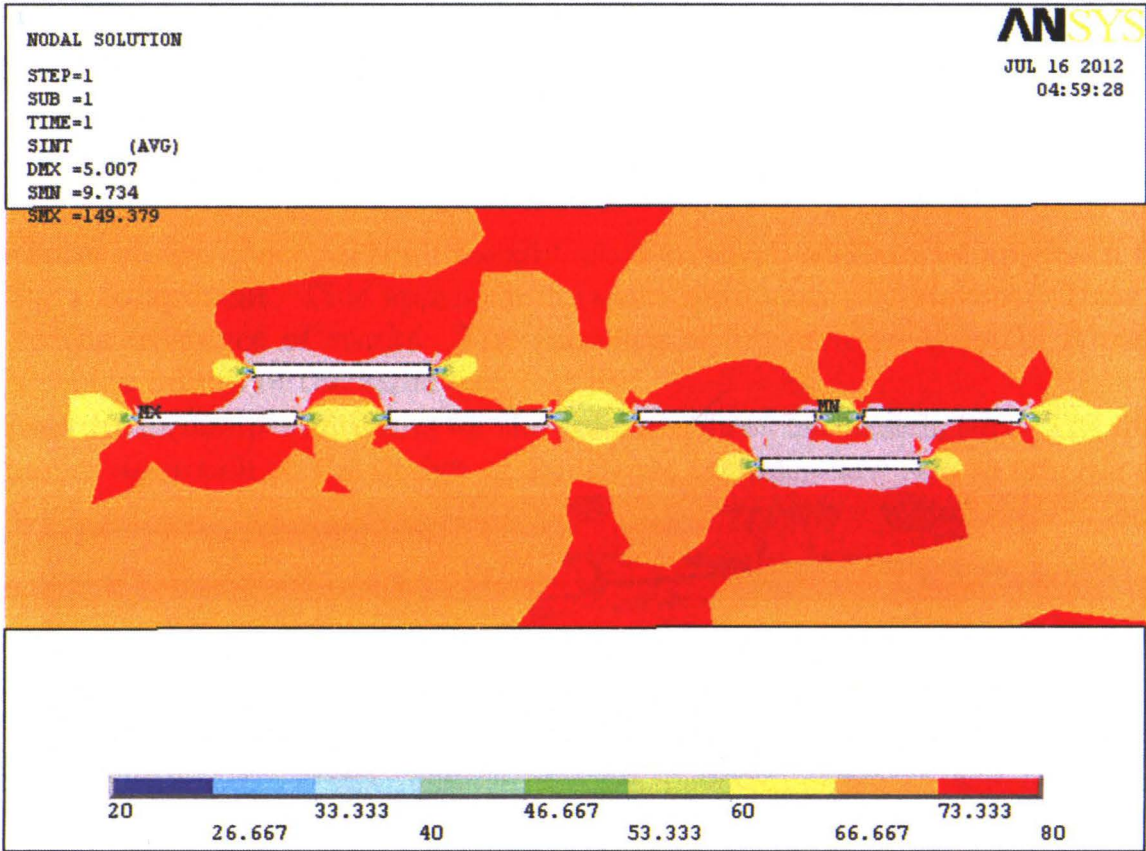 NODAL SOLUTION
STEP=1
SUB =1
TIME=1
SINT (AVG)
DMX =5.007
SMN =9.734
SMX =149.379
ANSYS
JUL 16 2012
04:59:28
MX
MN
20 33.333 46.667 60 73.333
26.667 40 53.333 66.667 80